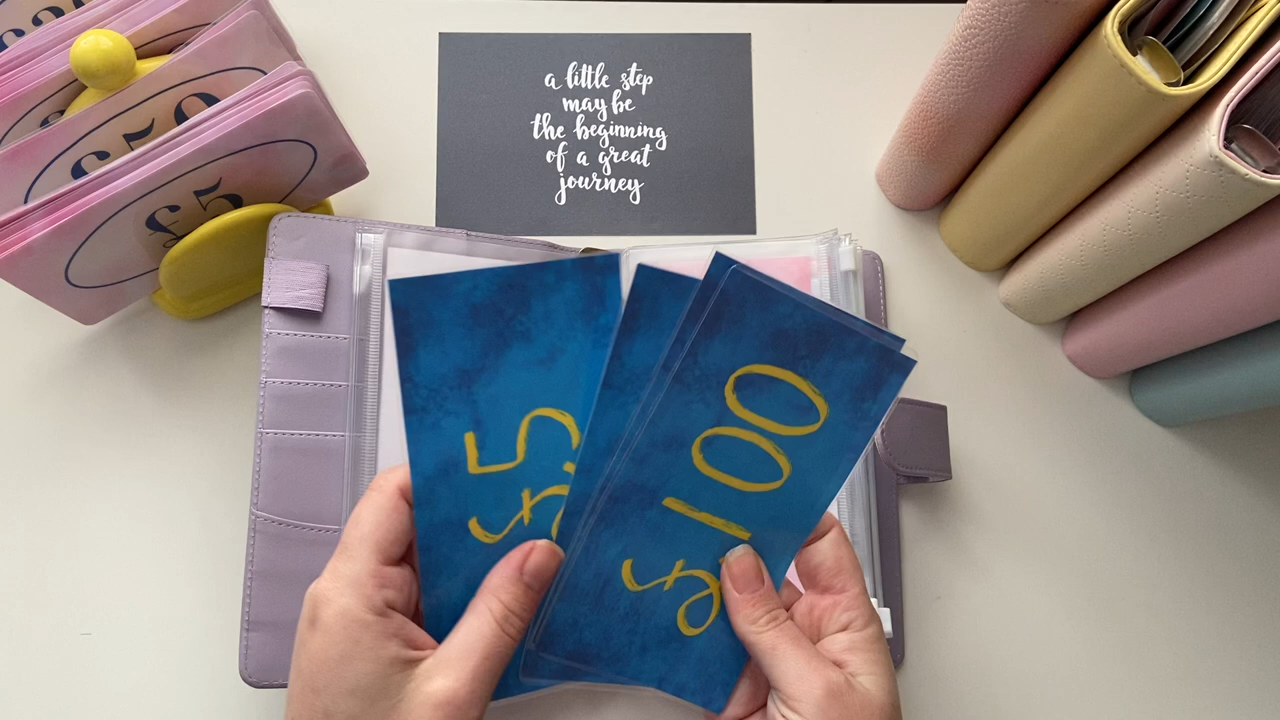 £50
£5
a little step
may be
the beginning
of a great
journey
£5
£100